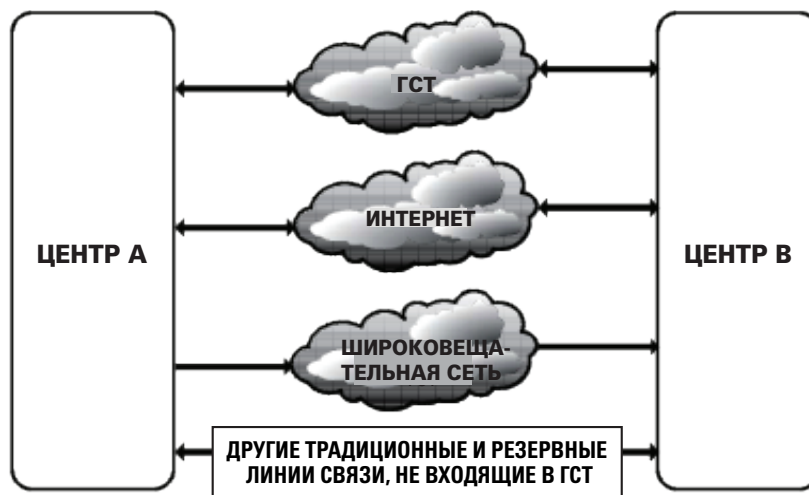 ГСТ
ИНТЕРНЕТ
ЦЕНТР А
ЦЕНТР В
ШИРОКОВЕЩА-
ТЕЛЬНАЯ СЕТЬ
ДРУГИЕ ТРАДИЦИОННЫЕ И РЕЗЕРВНЫЕ
ЛИНИИ СВЯЗИ, НЕ ВХОДЯЩИЕ В ГСТ